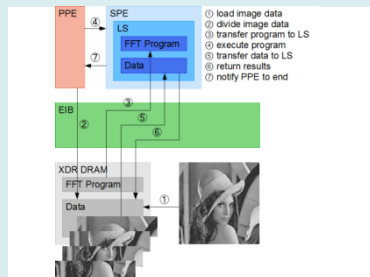 PPE
④
⑦
SPE
LS
FFT Program
Data
① load image data
② divide image data
③ transfer program to LS
④ execute program
⑤ transfer data to LS
⑥ return results
⑦ notify PPE to end
EIB
③
②
⑤
⑥
XDR DRAM
FFT Program
Data
①